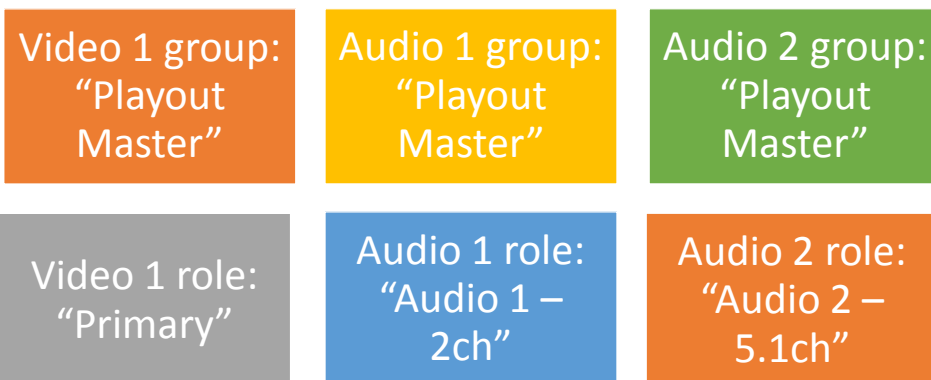 Video 1 group:
“Playout
Master”
Audio 1 group:
“Playout
Master”
Audio 2 group:
“Playout
Master”
Video 1 role:
“Primary”
Audio 1 role:
“Audio 1 –
2ch”
Audio 2 role:
“Audio 2 –
5.1ch”